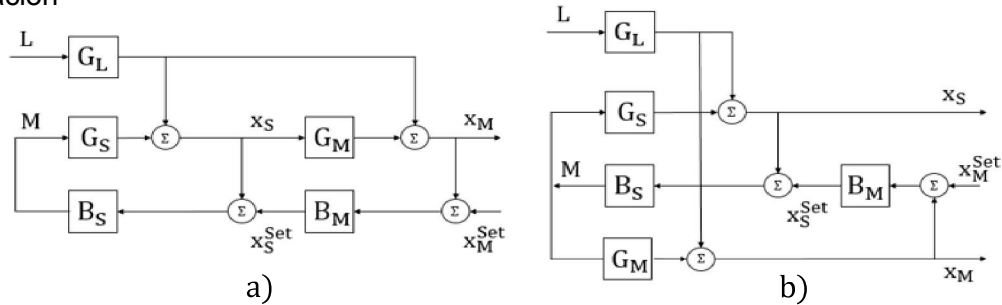 L
G_L
M
G_S
Σ
x_S
G_M
Σ
x_M
B_S
Σ
x_S^Set
B_M
Σ
x_M^Set
a)
L
G_L
G_S
Σ
x_S
M
B_S
Σ
x_S^Set
B_M
Σ
x_M^Set
G_M
Σ
x_M
b)